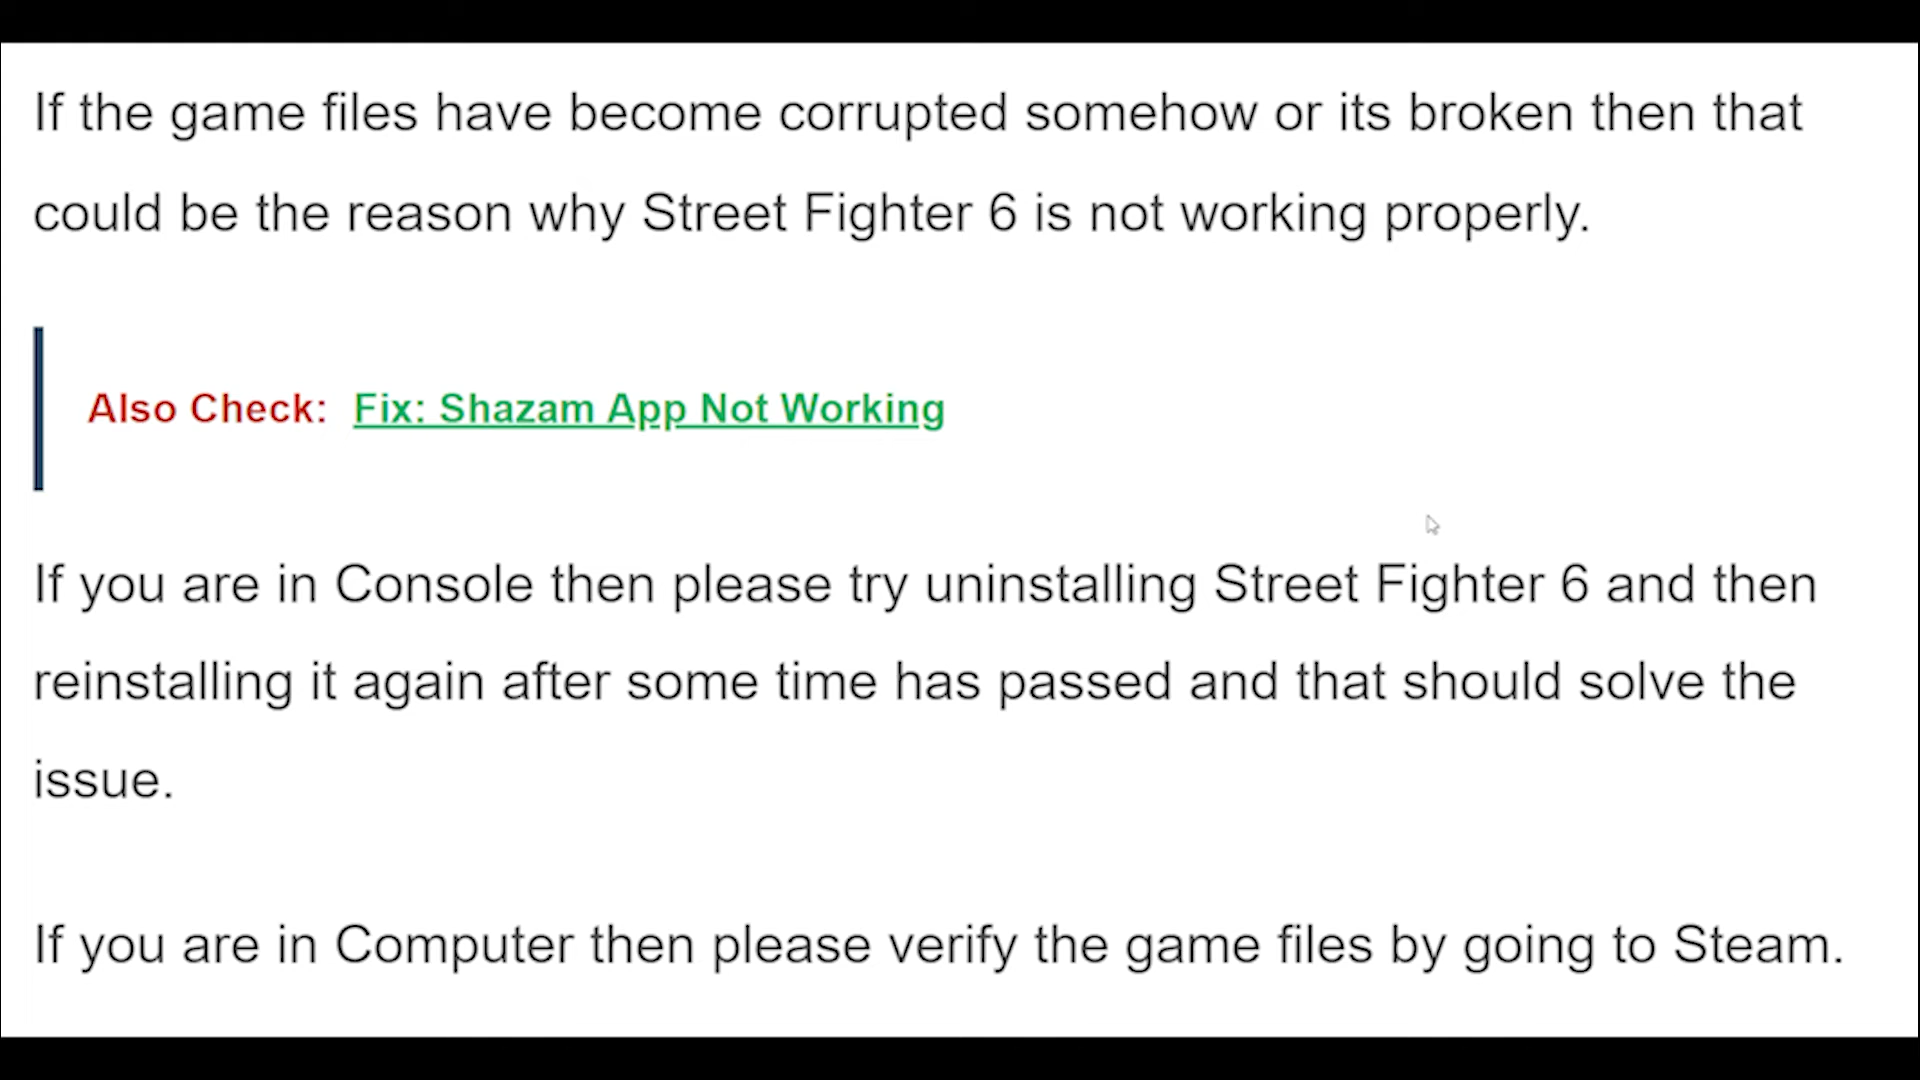 If the game files have become corrupted somehow or its broken then that
could be the reason why Street Fighter 6 is not working properly.
Also Check: Fix: Shazam App Not Working
If you are in Console then please try uninstalling Street Fighter 6 and then
reinstalling it again after some time has passed and that should solve the
issue.
If you are in Computer then please verify the game files by going to Steam.